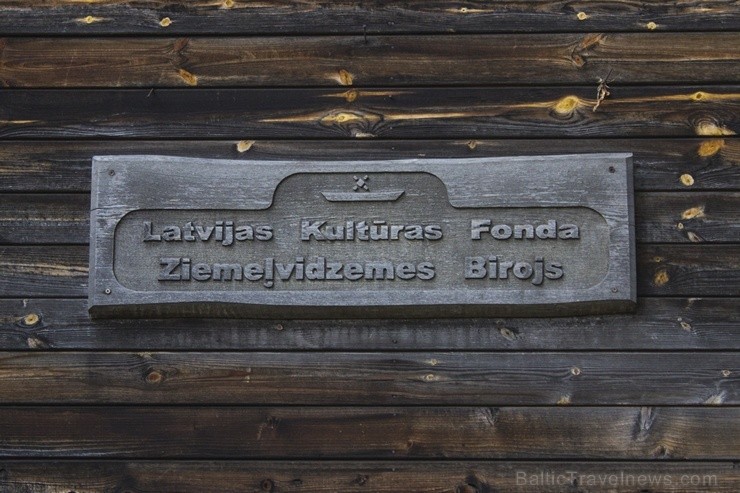 Latvijas Kultūras Fonda
Ziemeļvidzemes Birojs
BalticTravelnews.com